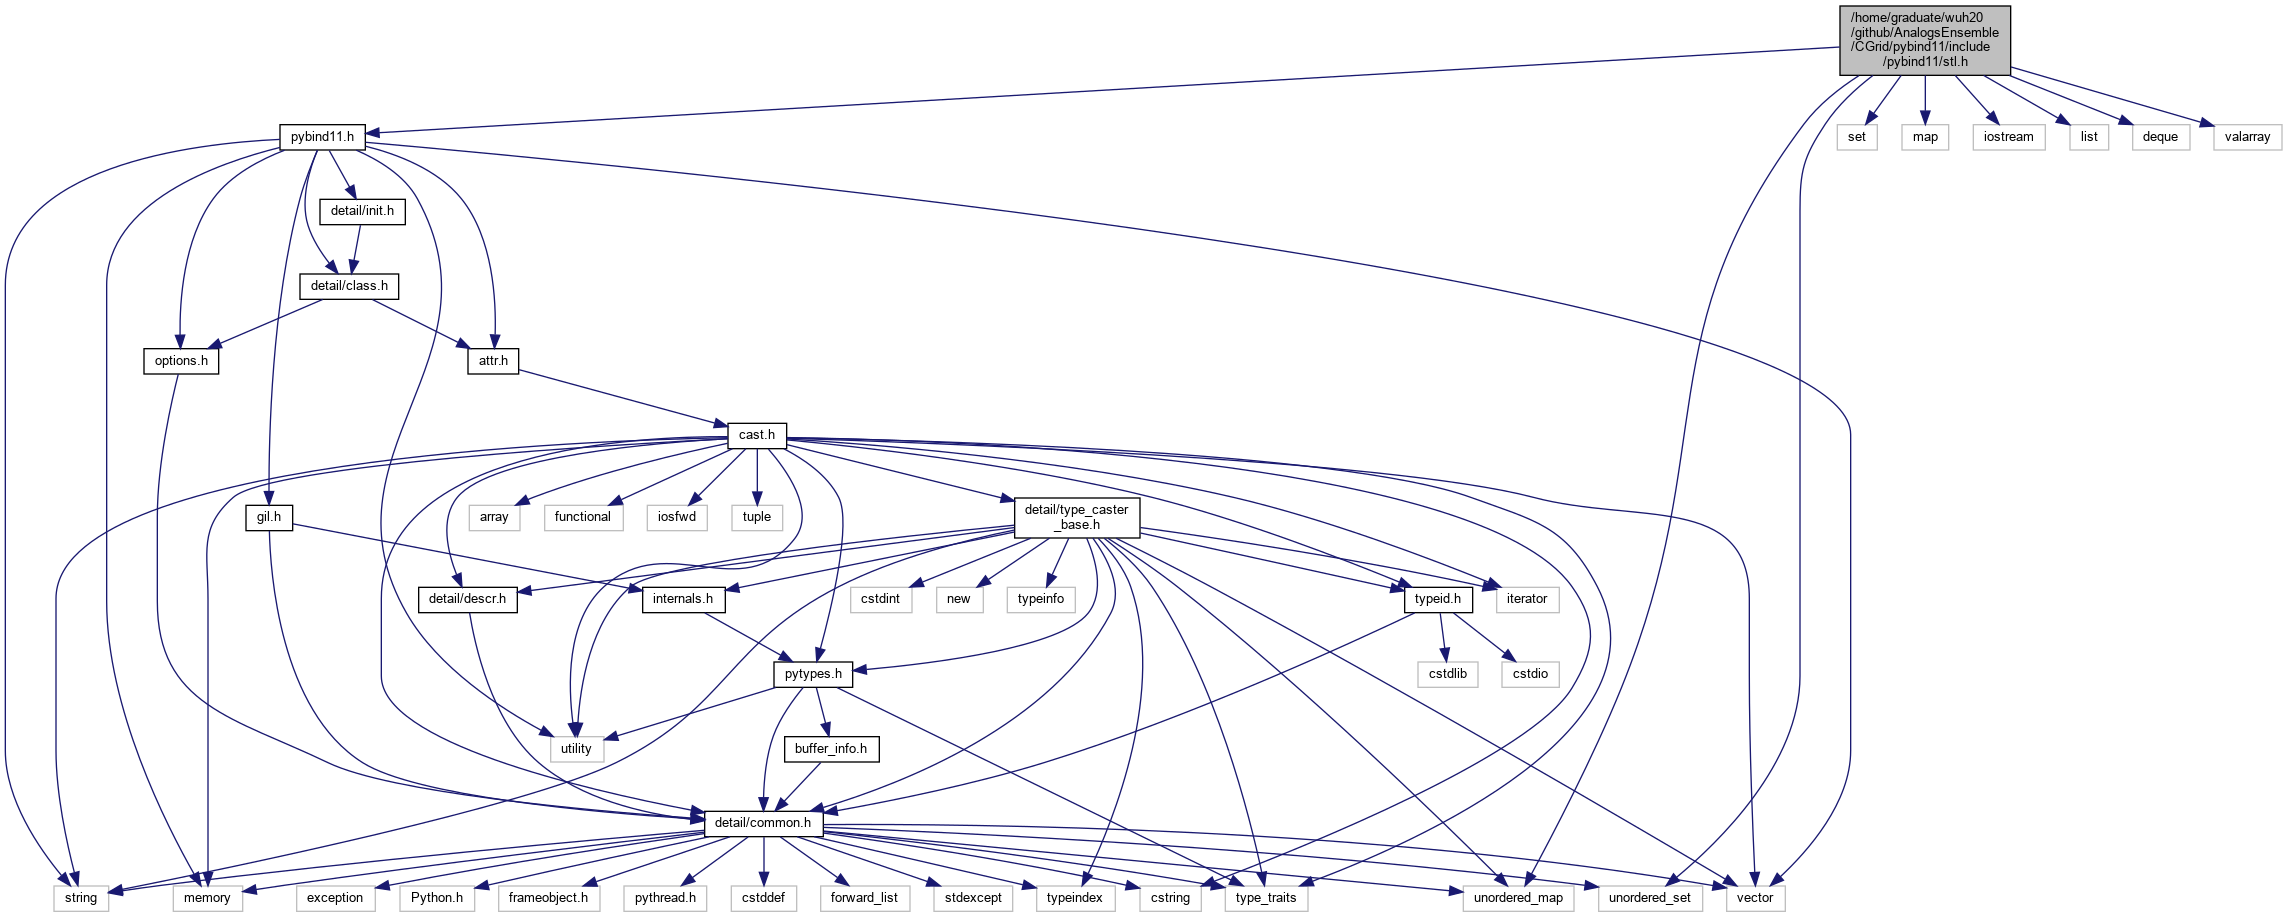 /home/graduate/wuh20
/github/AnalogsEnsemble
/CGrid/pybind11/include
/pybind11/stl.h
pybind11.h
set
map
iostream
list
deque
valarray
detail/init.h
detail/class.h
options.h
attr.h
cast.h
gil.h
array
functional
iosfwd
tuple
detail/type_caster
_base.h
detail/descr.h
internals.h
cstdint
new
typeinfo
typeid.h
iterator
pytypes.h
cstdlib
cstdio
utility
buffer_info.h
detail/common.h
string
memory
exception
Python.h
frameobject.h
pythread.h
cstddef
forward_list
stdexcept
typeindex
cstring
type_traits
unordered_map
unordered_set
vector